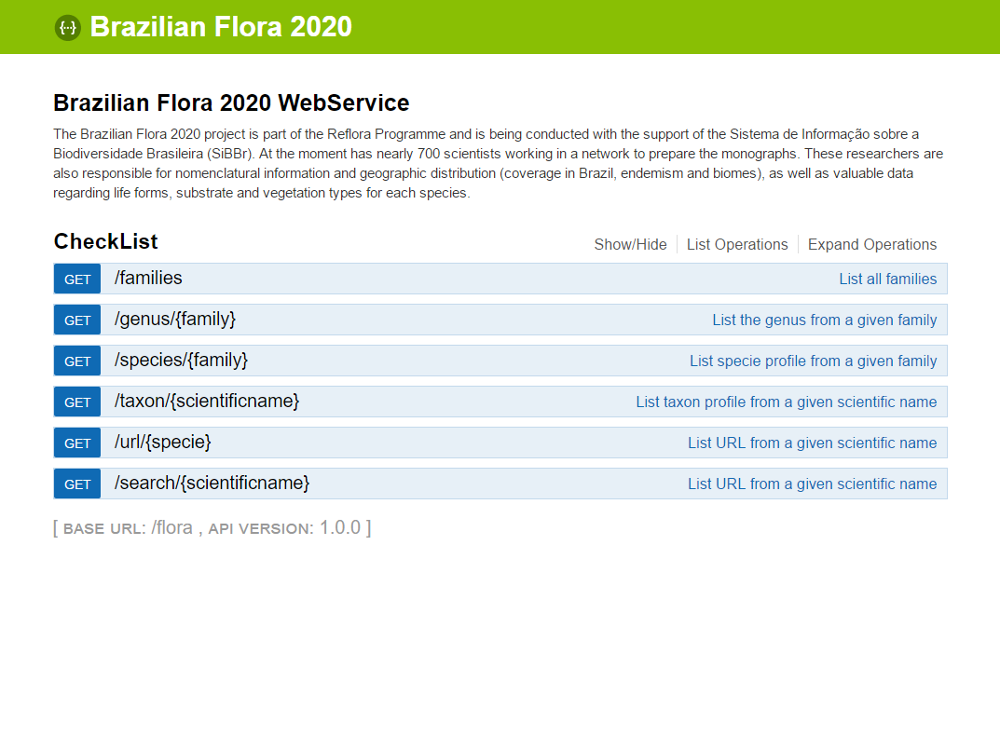 Brazilian Flora 2020
Brazilian Flora 2020 WebService
The Brazilian Flora 2020 project is part of the Reflora Programme and is being conducted with the support of the Sistema de Informação sobre a
Biodiversidade Brasileira (SiBBr). At the moment has nearly 700 scientists working in a network to prepare the monographs. These researchers are
also responsible for nomenclatural information and geographic distribution (coverage in Brazil, endemism and biomes), as well as valuable data
regarding life forms, substrate and vegetation types for each species.
CheckList Show/Hide List Operations Expand Operations
GET /families List all families
GET /genus/{family} List the genus from a given family
GET /species/{family} List specie profile from a given family
GET /taxon/{scientificname} List taxon profile from a given scientific name
GET /url/{specie} List URL from a given scientific name
GET /search/{scientificname} List URL from a given scientific name
[ BASE URL: /flora , API VERSION: 1.0.0 ]